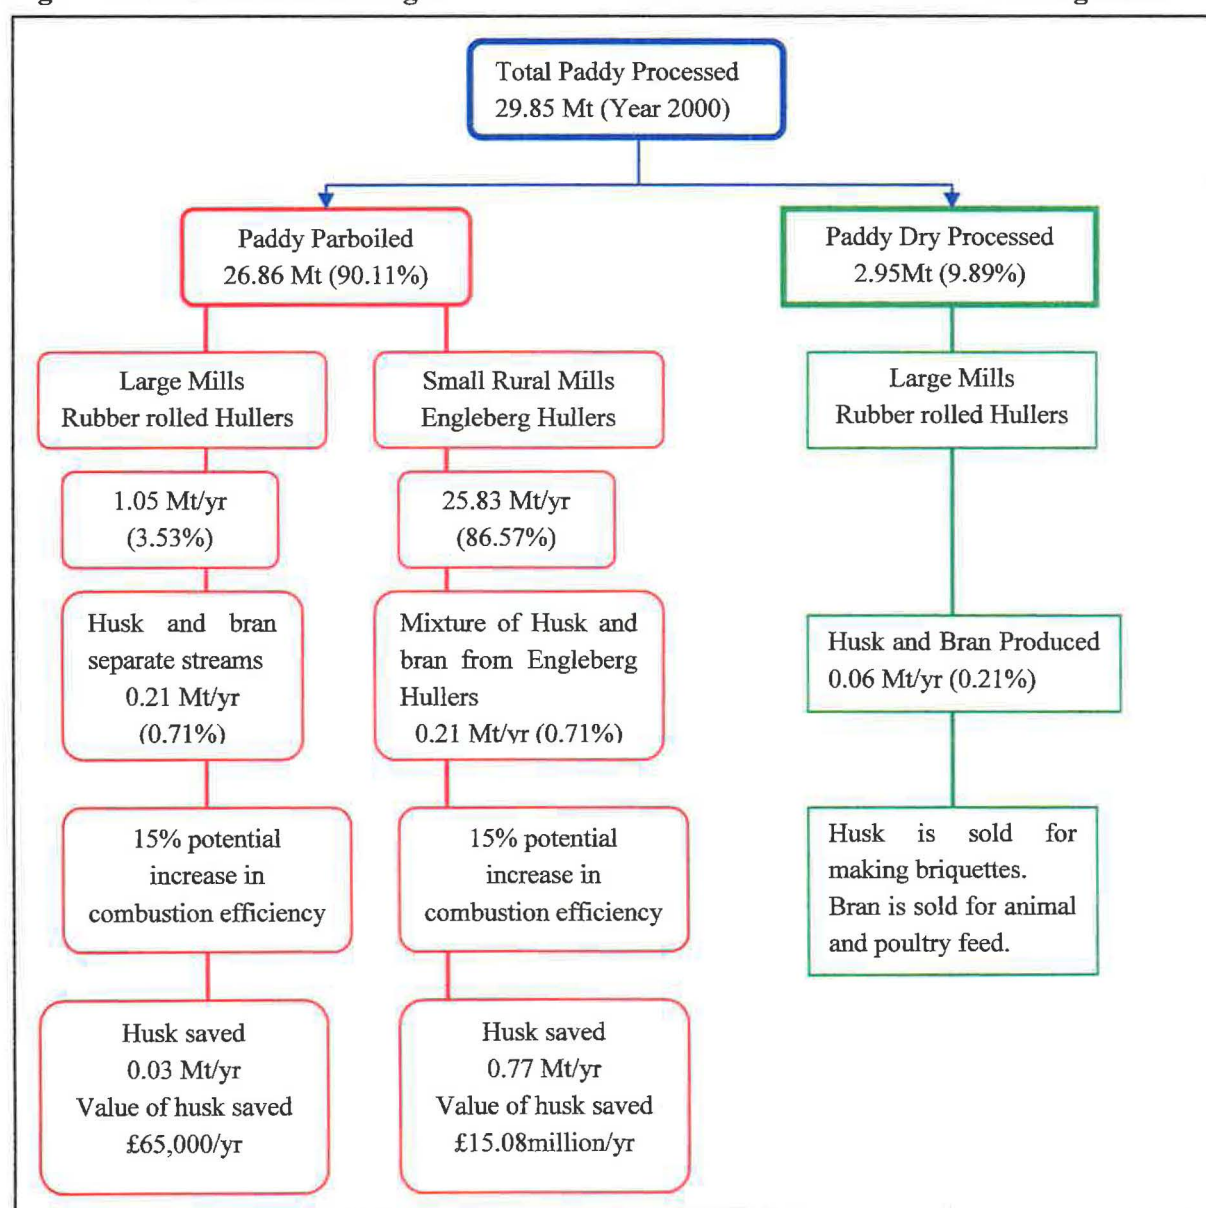 Total Paddy Processed
29.85 Mt (Year 2000)
Paddy Parboiled
26.86 Mt (90.11%)
Paddy Dry Processed
2.95Mt (9.89%)
Large Mills
Rubber rolled Hullers
Small Rural Mills
Engleberg Hullers
Large Mills
Rubber rolled Hullers
1.05 Mt/yr
(3.53%)
25.83 Mt/yr
(86.57%)
Husk and bran
separate streams
0.21 Mt/yr
(0.71%)
Mixture of Husk and
bran from Engleberg
Hullers
0.21 Mt/yr (0.71%)
Husk and Bran Produced
0.06 Mt/yr (0.21%)
15% potential
increase in
combustion efficiency
15% potential
increase in
combustion efficiency
Husk is sold for
making briquettes.
Bran is sold for animal
and poultry feed.
Husk saved
0.03 Mt/yr
Value of husk saved
£65,000/yr
Husk saved
0.77 Mt/yr
Value of husk saved
£15.08million/yr